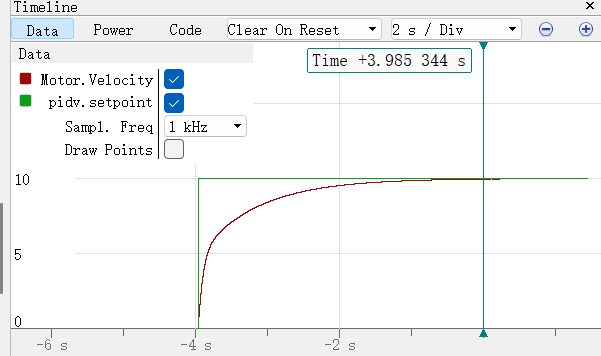 Timeline ×
Data Power Code Clear On Reset 2 s / Div
Data
Motor.Velocity
pidv.setpoint
Sampl. Freq 1 kHz
Draw Points
Time +3.985 344 s
10
5
0
-6 s -4 s -2 s